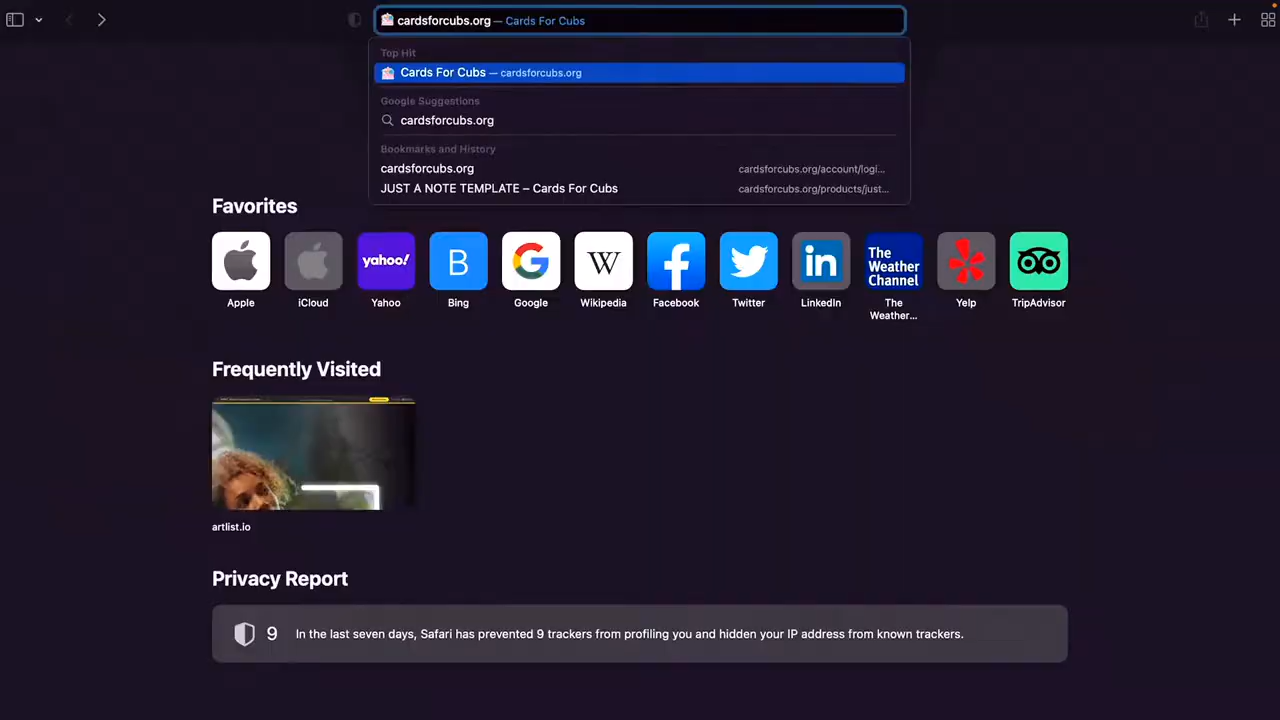 cardsforcubs.org — Cards For Cubs
Top Hit
Cards For Cubs — cardsforcubs.org
Google Suggestions
cardsforcubs.org
Bookmarks and History
cardsforcubs.org cardsforcubs.org/account/logi...
JUST A NOTE TEMPLATE – Cards For Cubs cardsforcubs.org/products/just...
Favorites
yahoo!
B
G
W
f
in
The
Weather
Channel
Apple iCloud Yahoo Bing Google Wikipedia Facebook Twitter LinkedIn The Weather... Yelp TripAdvisor
Frequently Visited
artlist.io
Privacy Report
9 In the last seven days, Safari has prevented 9 trackers from profiling you and hidden your IP address from known trackers.